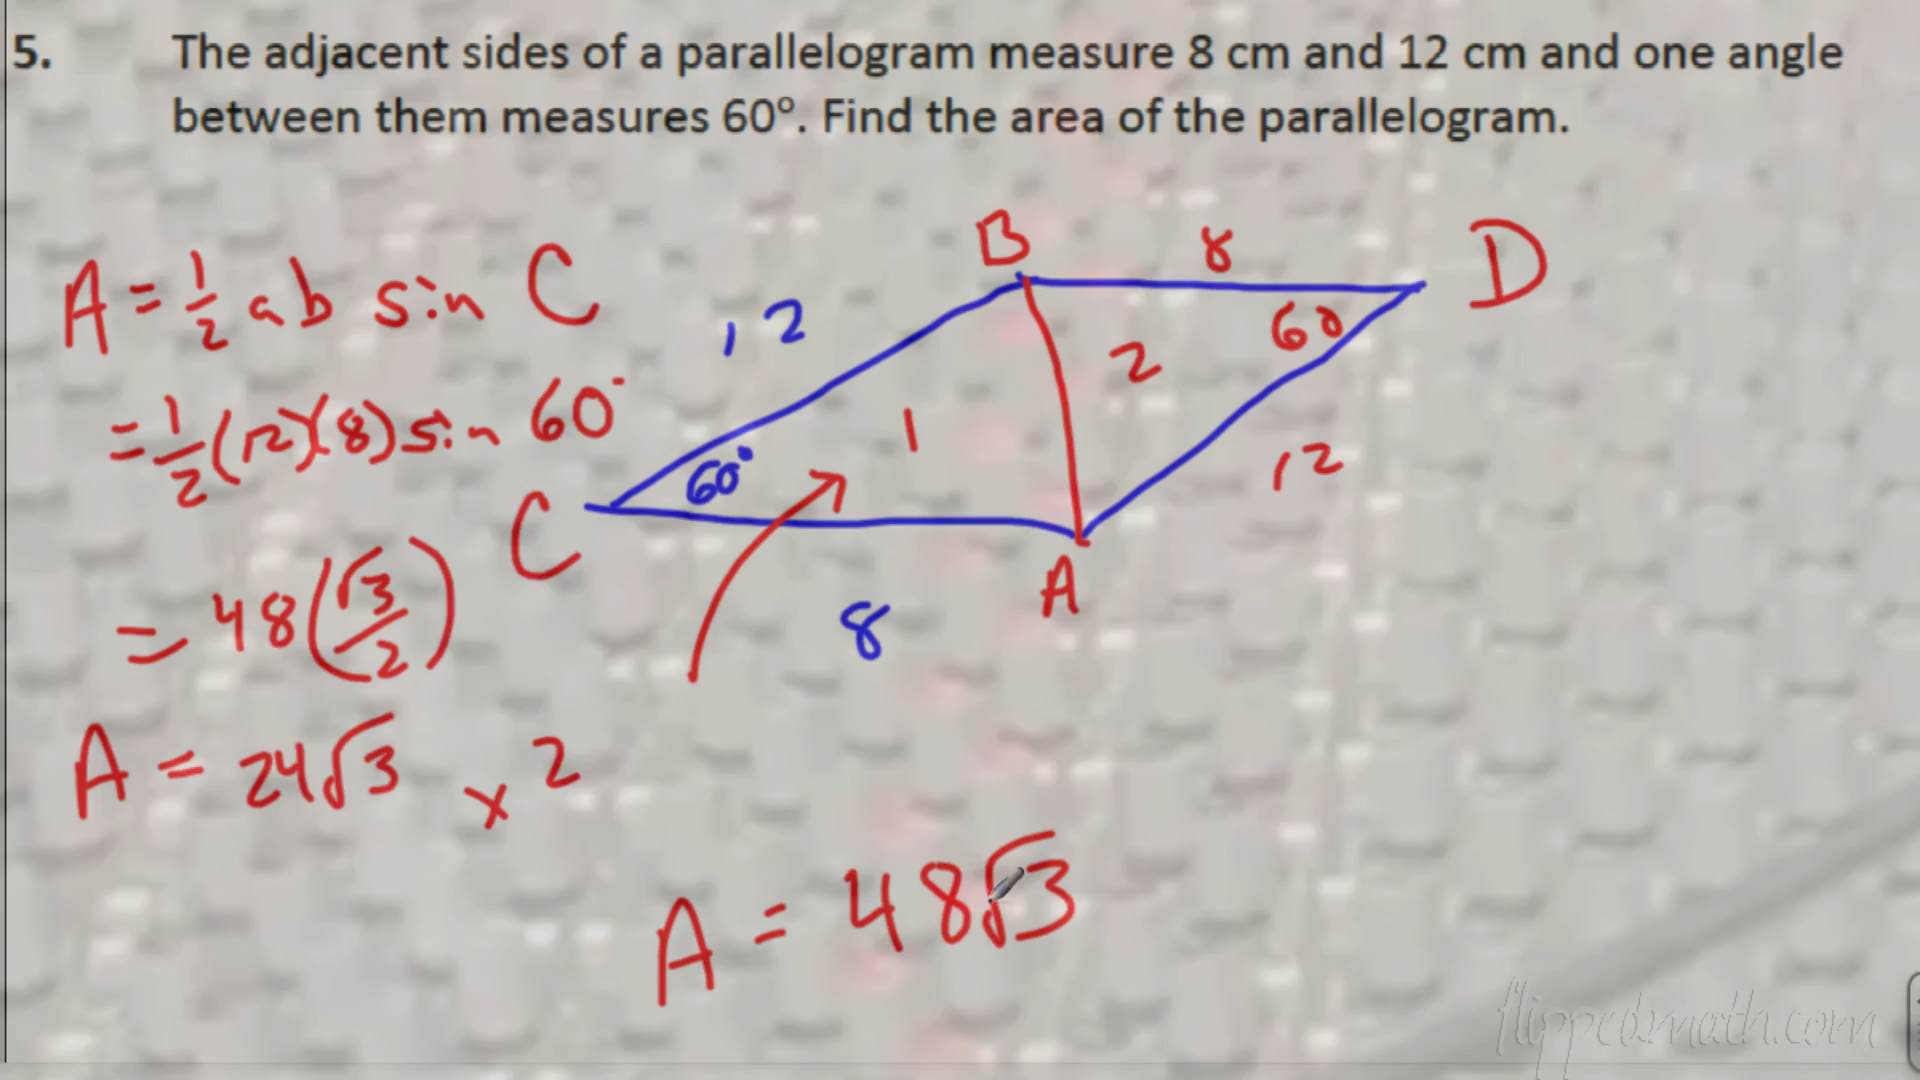 5. The adjacent sides of a parallelogram measure 8 cm and 12 cm and one angle
between them measures 60°. Find the area of the parallelogram.
A = 1/2 ab sin C
= 1/2 (12)(8) sin 60°
= 48 (√3/2)
A = 24√3 x 2
A = 48√3
B
8
D
12
60
2
1
60°
12
C
A
8
flippedmath.com